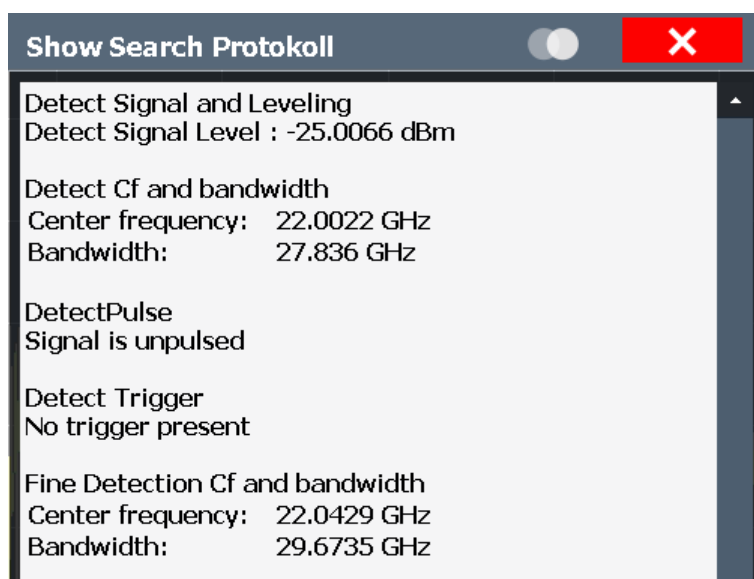 Show Search Protokoll
Detect Signal and Leveling
Detect Signal Level : -25.0066 dBm
Detect Cf and bandwidth
Center frequency: 22.0022 GHz
Bandwidth: 27.836 GHz
DetectPulse
Signal is unpulsed
Detect Trigger
No trigger present
Fine Detection Cf and bandwidth
Center frequency: 22.0429 GHz
Bandwidth: 29.6735 GHz